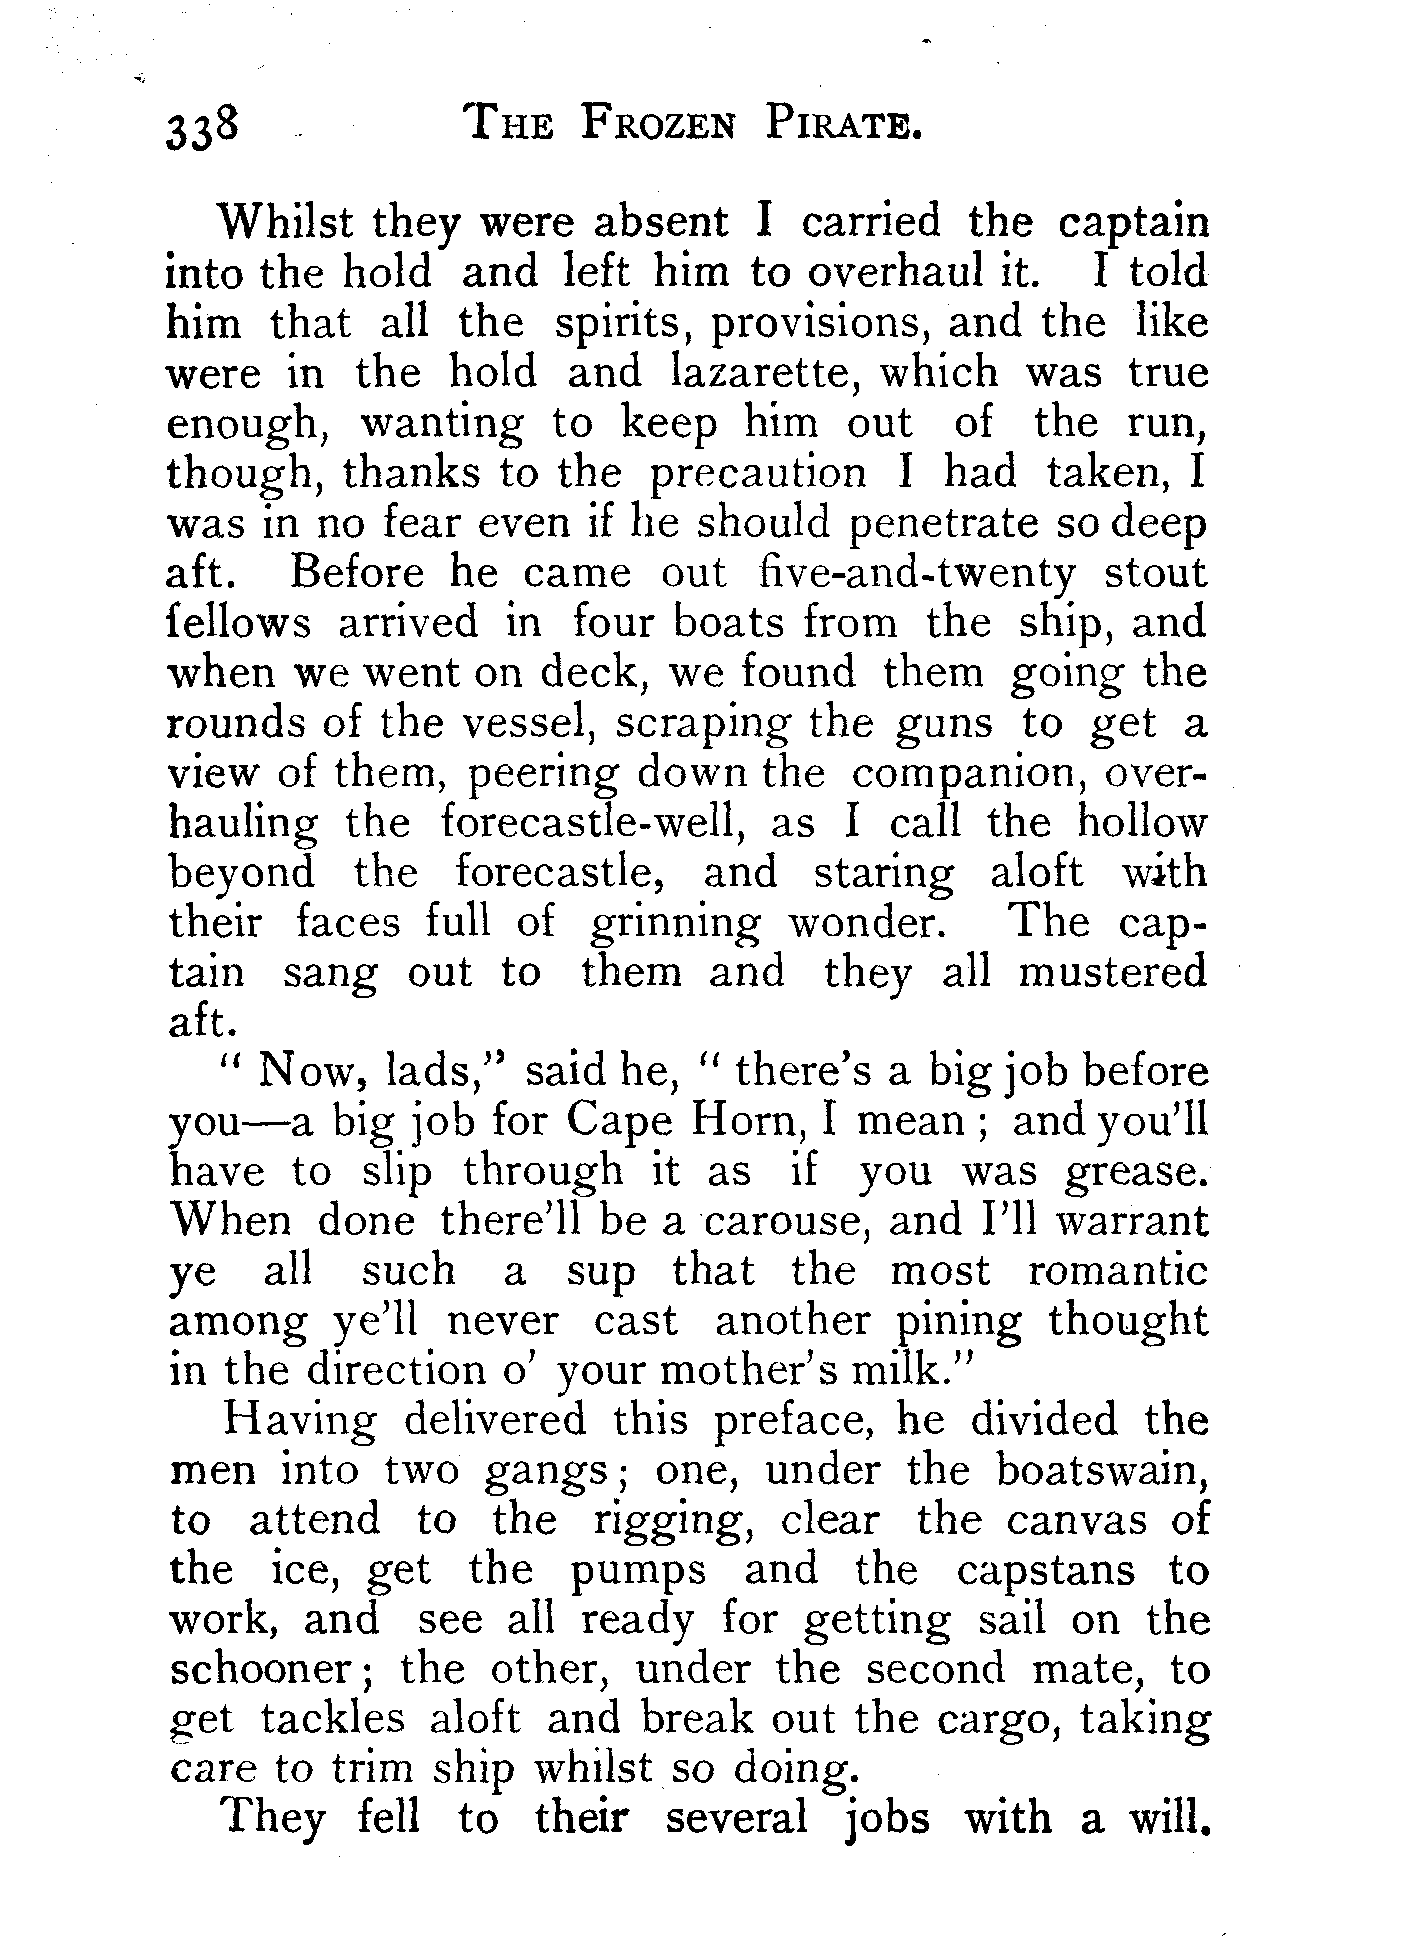 338 THE FROZEN PIRATE.
Whilst they were absent I carried the captain
into the hold and left him to overhaul it. I told
him that all the spirits, provisions, and the like
were in the hold and lazarette, which was true
enough, wanting to keep him out of the run,
though, thanks to the precaution I had taken, I
was in no fear even if he should penetrate so deep
aft. Before he came out five-and-twenty stout
fellows arrived in four boats from the ship, and
when we went on deck, we found them going the
rounds of the vessel, scraping the guns to get a
view of them, peering down the companion, over-
hauling the forecastle-well, as I call the hollow
beyond the forecastle, and staring aloft with
their faces full of grinning wonder. The cap-
tain sang out to them and they all mustered
aft.
" Now, lads," said he, " there's a big job before
you—a big job for Cape Horn, I mean ; and you'll
have to slip through it as if you was grease.
When done there'll be a carouse, and I'll warrant
ye all such a sup that the most romantic
among ye'll never cast another pining thought
in the direction o' your mother's milk."
Having delivered this preface, he divided the
men into two gangs ; one, under the boatswain,
to attend to the rigging, clear the canvas of
the ice, get the pumps and the capstans to
work, and see all ready for getting sail on the
schooner ; the other, under the second mate, to
get tackles aloft and break out the cargo, taking
care to trim ship whilst so doing.
They fell to their several jobs with a will.